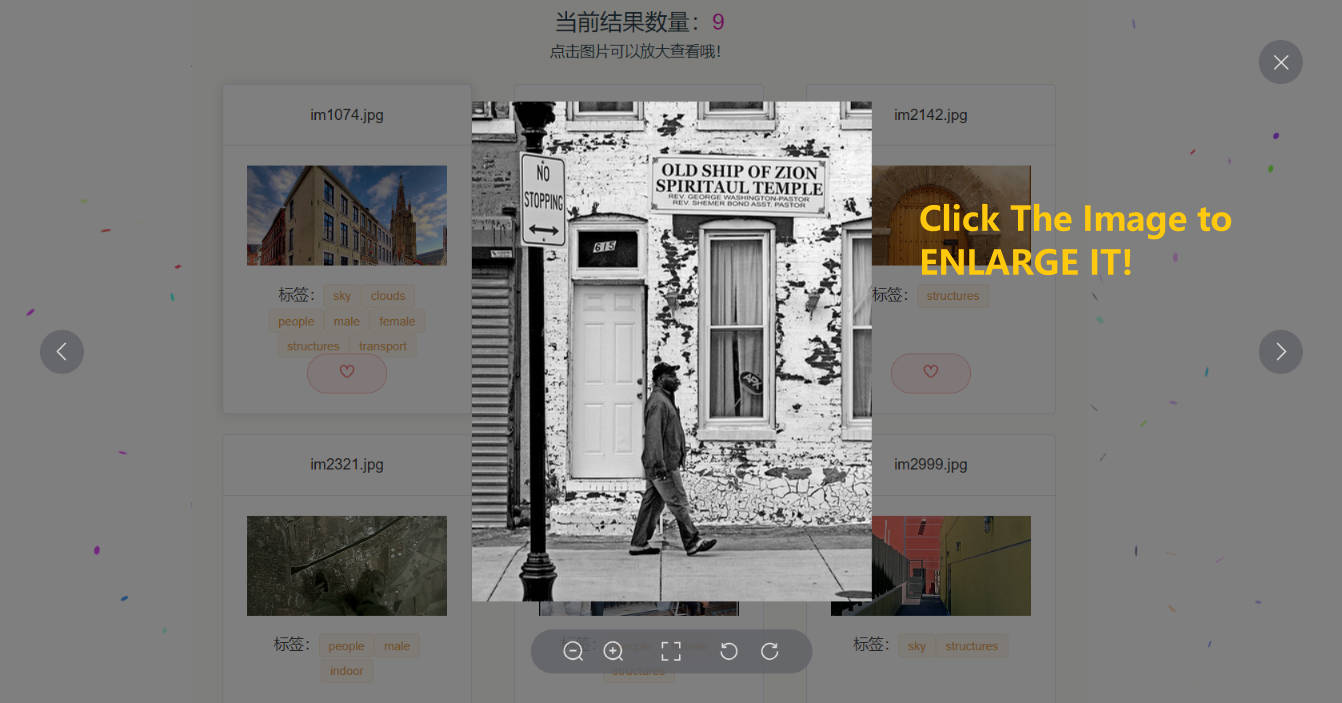 当前结果数量：9
点击图片可以放大查看哦!
im1074.jpg
im2142.jpg
NO
STOPPING
OLD SHIP OF ZION
SPIRITAUL TEMPLE
REV. GEORGE WASHINGTON-PASTOR
REV. SHEMER BOND ASST. PASTOR
615
APX
Click The Image to
ENLARGE IT!
标签：sky clouds
people male female
structures transport
标签：structures
im2321.jpg
im2999.jpg
标签：people male
indoor
structures
标签：sky structures